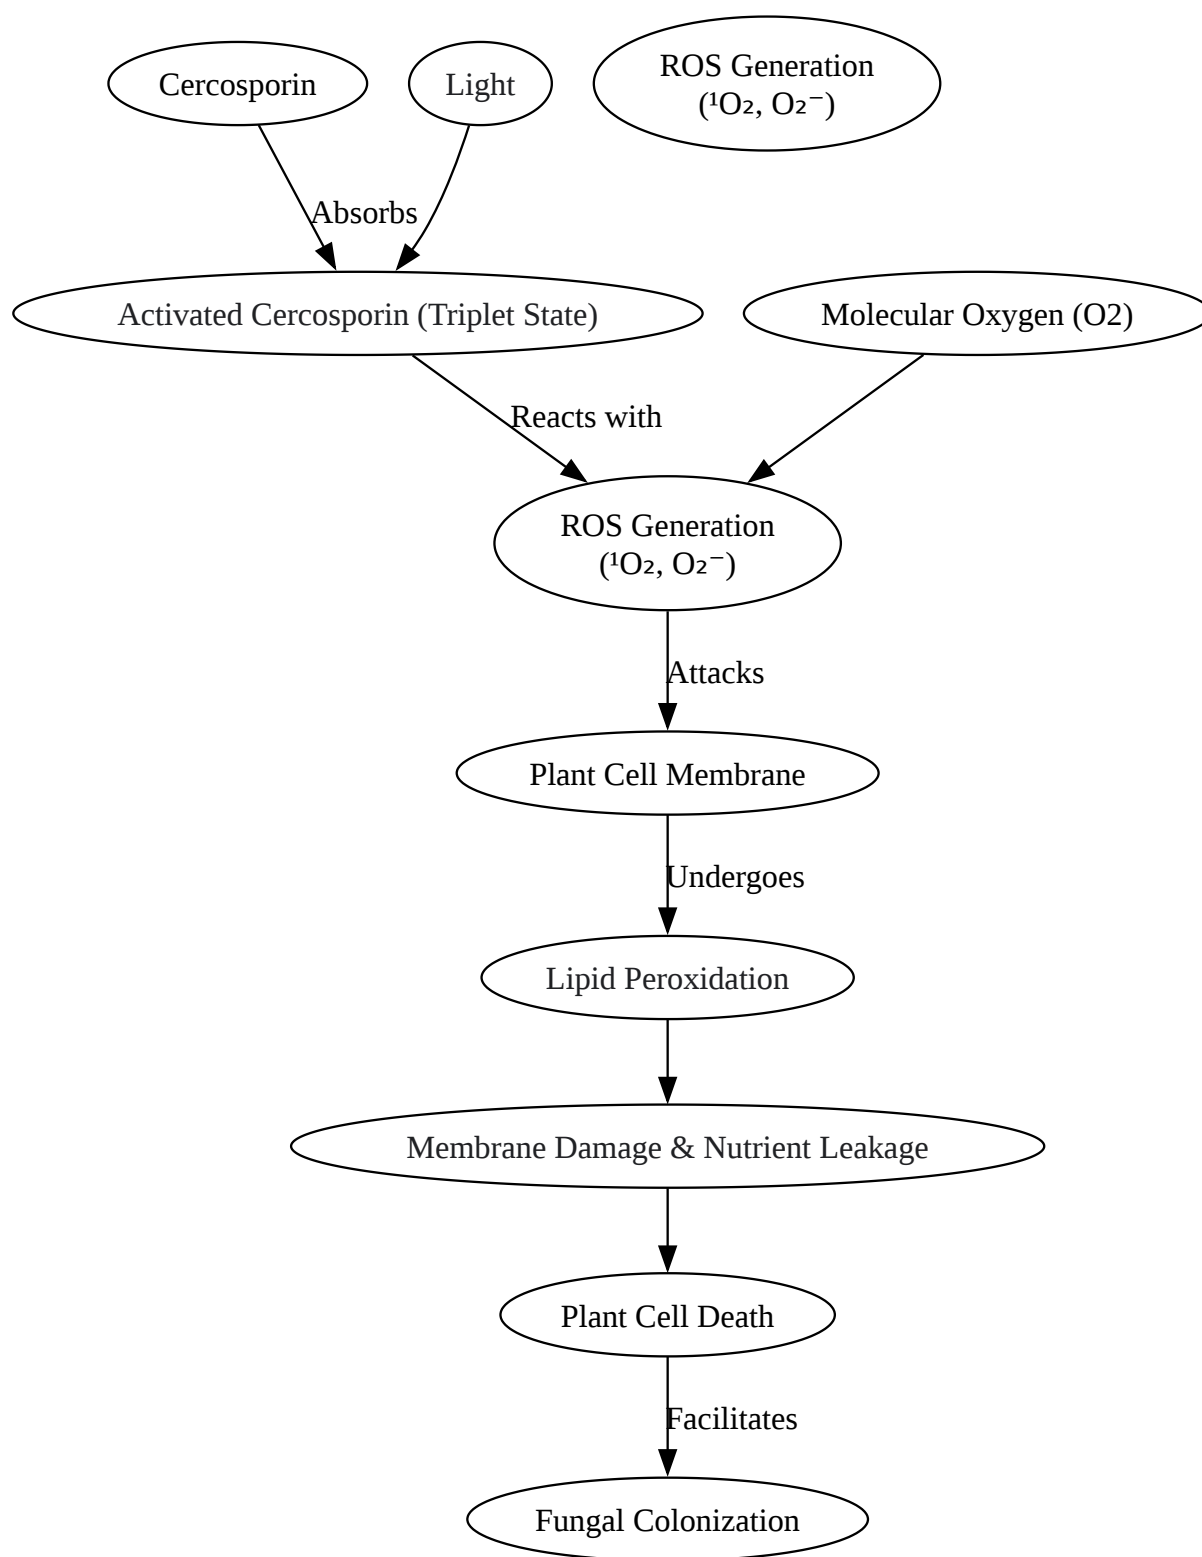 Cercosporin
Light
ROS Generation
(¹O₂, O₂⁻)
Absorbs
Activated Cercosporin (Triplet State)
Molecular Oxygen (O2)
Reacts with
ROS Generation
(¹O₂, O₂⁻)
Attacks
Plant Cell Membrane
Undergoes
Lipid Peroxidation
Membrane Damage & Nutrient Leakage
Plant Cell Death
Facilitates
Fungal Colonization